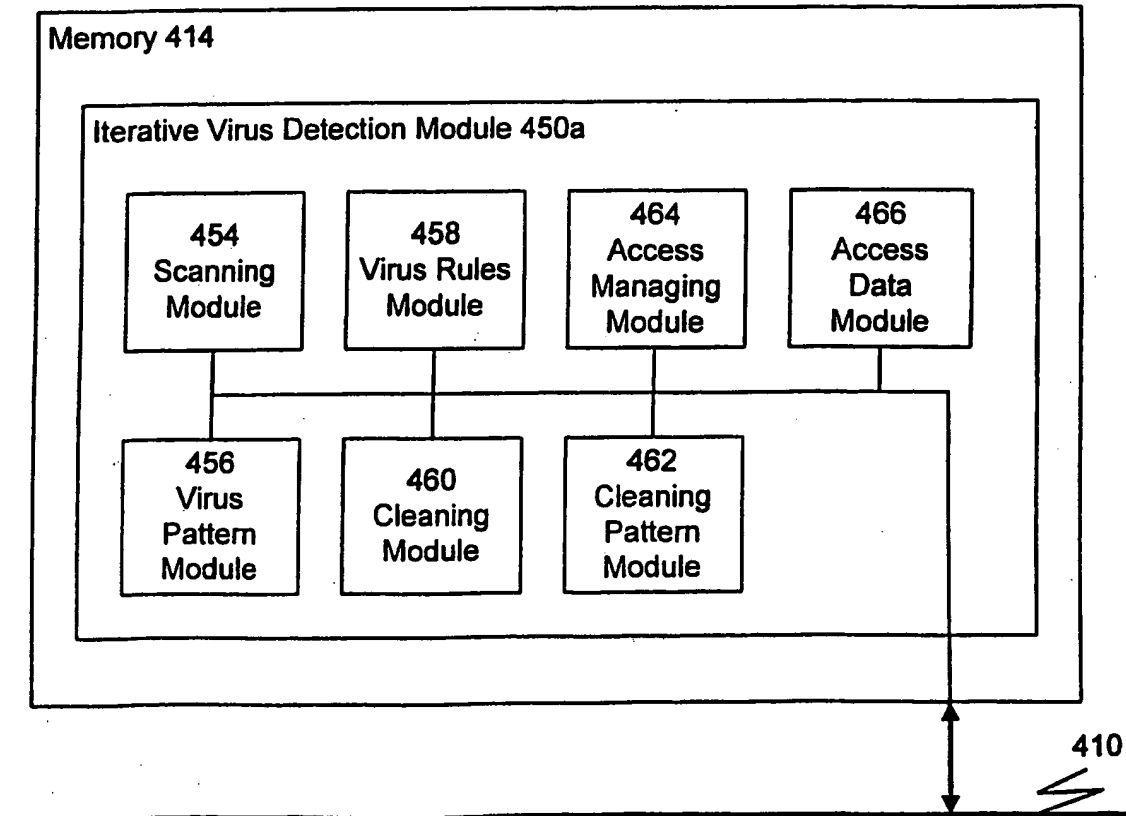 Memory 414
Iterative Virus Detection Module 450a
454
Scanning
Module
458
Virus Rules
Module
464
Access
Managing
Module
466
Access
Data
Module
456
Virus
Pattern
Module
460
Cleaning
Module
462
Cleaning
Pattern
Module
410